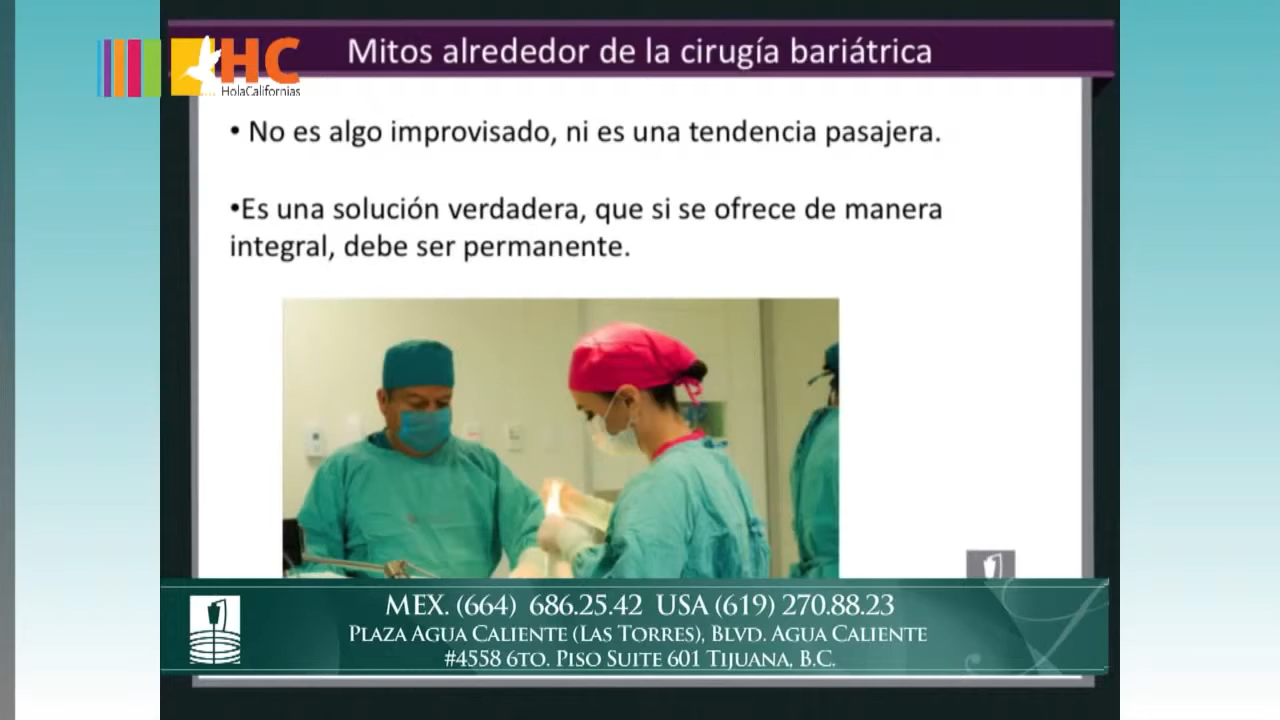 HC
HolaCalifornias
Mitos alrededor de la cirugía bariátrica
• No es algo improvisado, ni es una tendencia pasajera.
•Es una solución verdadera, que si se ofrece de manera
integral, debe ser permanente.
MEX. (664) 686.25.42 USA (619) 270.88.23
PLAZA AGUA CALIENTE (LAS TORRES), BLVD. AGUA CALIENTE
#4558 6TO. PISO SUITE 601 TIJUANA, B.C.